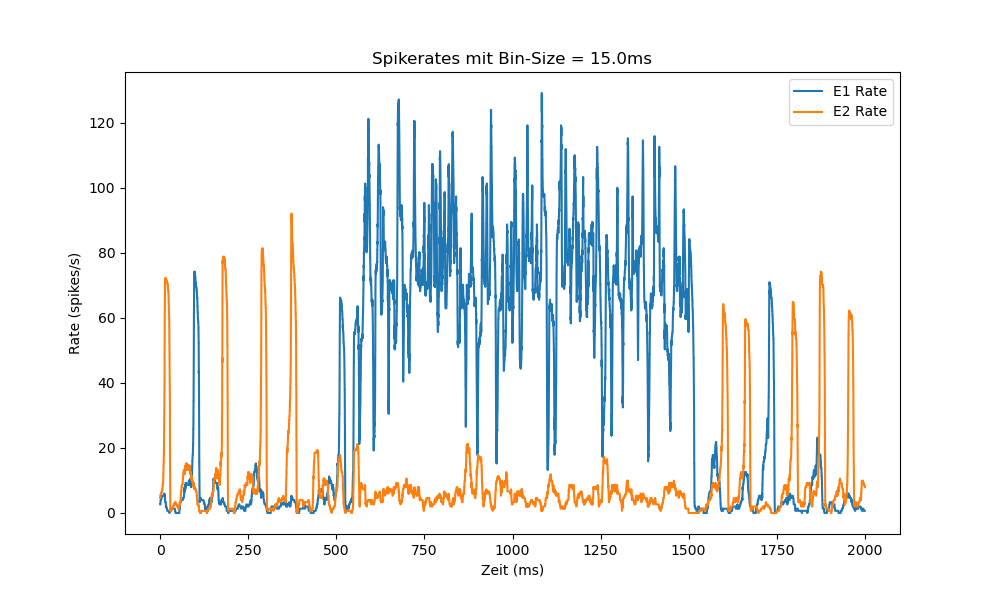 Spikerates mit Bin-Size = 15.0ms
E1 Rate
E2 Rate
Rate (spikes/s)
120
100
80
60
40
20
0
0 250 500 750 1000 1250 1500 1750 2000
Zeit (ms)